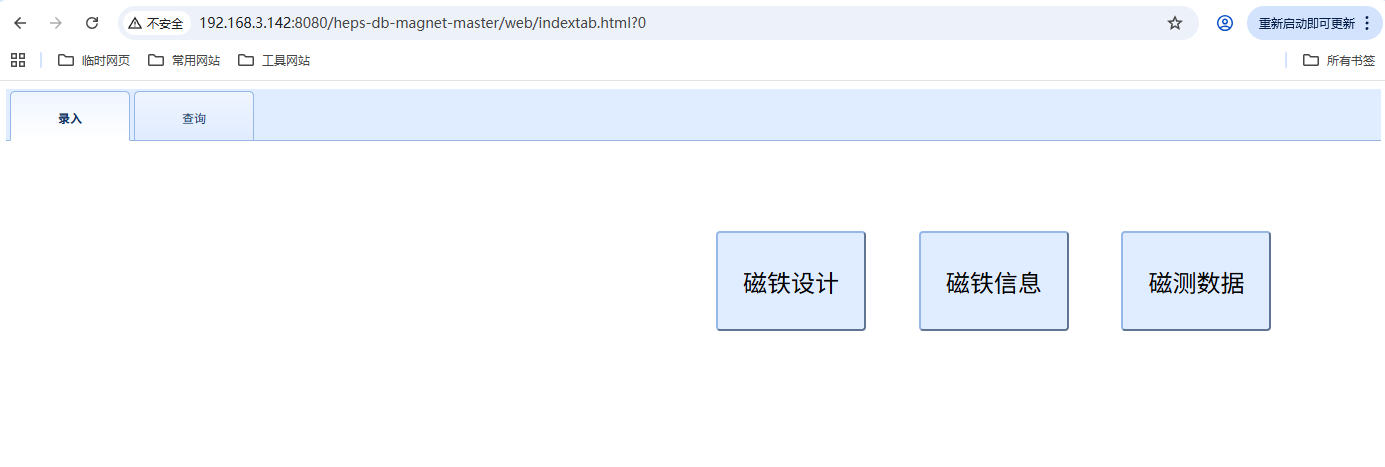 不安全 192.168.3.142:8080/heps-db-magnet-master/web/indextab.html?0 重新启动即可更新
临时网页 常用网站 工具网站 所有书签
录入 查询
磁铁设计 磁铁信息 磁测数据